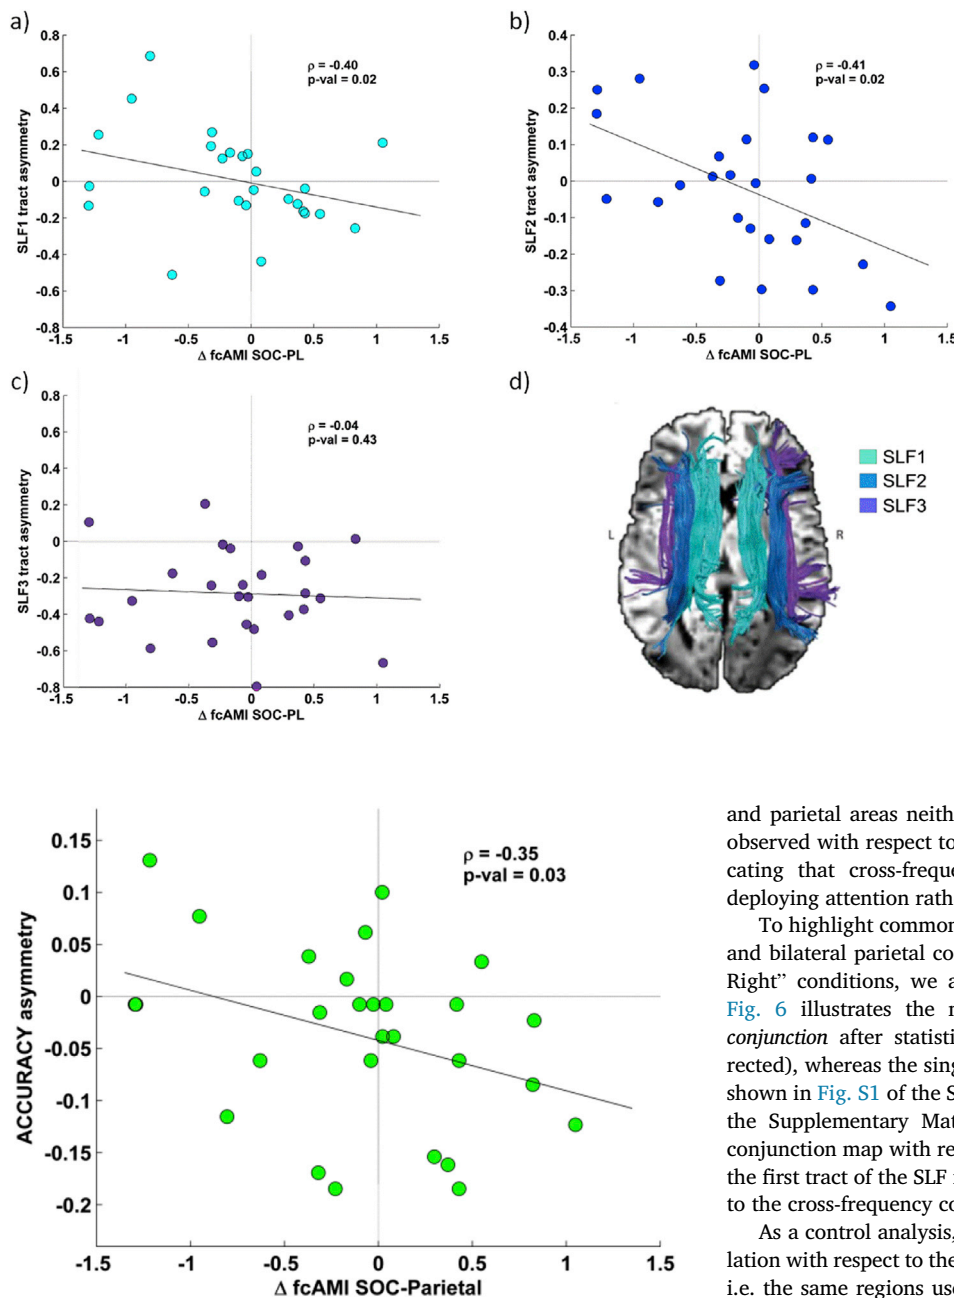 a)
0.8
0.6
0.4
0.2
0
-0.2
-0.4
-0.6
-0.8
SLF1 tract asymmetry
ρ = -0.40
p-val = 0.02
-1.5 -1 -0.5 0 0.5 1 1.5
Δ fcAMI SOC-PL
b)
0.4
0.3
0.2
0.1
0
-0.1
-0.2
-0.3
-0.4
SLF2 tract asymmetry
ρ = -0.41
p-val = 0.02
-1.5 -1 -0.5 0 0.5 1 1.5
Δ fcAMI SOC-PL
c)
0.8
0.6
0.4
0.2
0
-0.2
-0.4
-0.6
-0.8
SLF3 tract asymmetry
ρ = -0.04
p-val = 0.43
-1.5 -1 -0.5 0 0.5 1 1.5
Δ fcAMI SOC-PL
d)
L
R
SLF1
SLF2
SLF3
0.15
0.1
0.05
0
-0.05
-0.1
-0.15
-0.2
ACCURACY asymmetry
ρ = -0.35
p-val = 0.03
-1.5 -1 -0.5 0 0.5 1 1.5
Δ fcAMI SOC-Parietal
and parietal areas neith
observed with respect to
cating that cross-freque
deploying attention rath
To highlight common
and bilateral parietal co
Right” conditions, we a
Fig. 6 illustrates the n
conjunction after statisti
rected), whereas the sing
shown in Fig. S1 of the S
the Supplementary Mat
conjunction map with re
the first tract of the SLF i
to the cross-frequency co
As a control analysis,
lation with respect to the
i.e. the same regions use